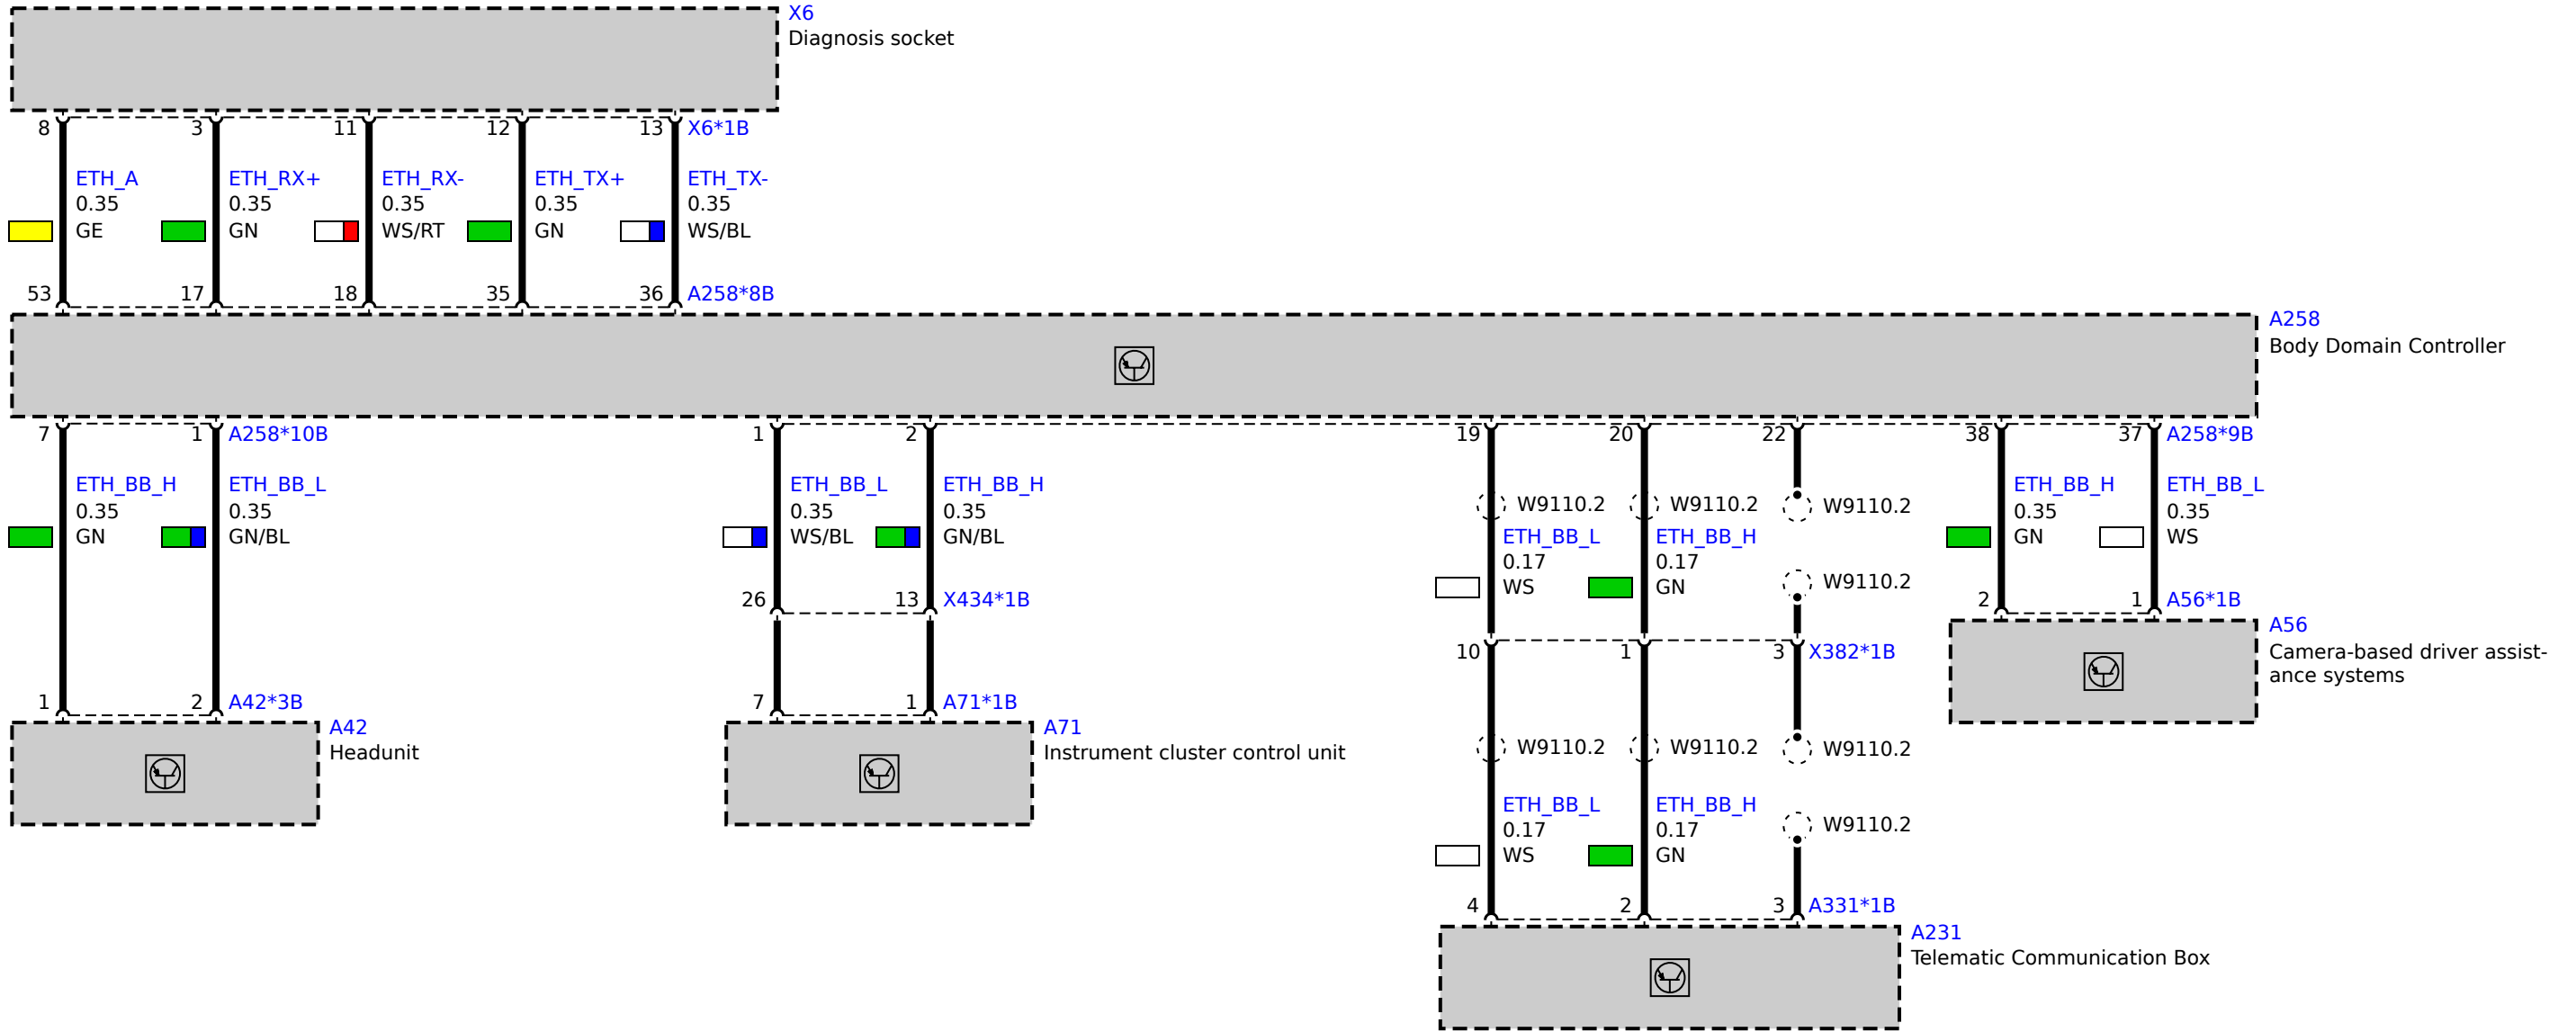 X6
Diagnosis socket
8 3 11 12 13 X6*1B
ETH_A ETH_RX+ ETH_RX- ETH_TX+ ETH_TX-
0.35 0.35 0.35 0.35 0.35
GE GN WS/RT GN WS/BL
53 17 18 35 36 A258*8B
A258
Body Domain Controller
7 1 A258*10B 1 2 19 20 22 38 37 A258*9B
ETH_BB_H ETH_BB_L ETH_BB_L ETH_BB_H ETH_BB_H ETH_BB_L
W9110.2 W9110.2 W9110.2
0.35 0.35 0.35 0.35 0.35 0.35
GN GN/BL WS/BL GN/BL ETH_BB_L ETH_BB_H GN WS
0.17 0.17
W9110.2
WS GN
26 13 X434*1B 2 1 A56*1B
A56
10 1 3 X382*1B Camera-based driver assist-
ance systems
1 2 A42*3B 7 1 A71*1B
A42 A71
Headunit Instrument cluster control unit W9110.2 W9110.2 W9110.2
ETH_BB_L ETH_BB_H
0.17 0.17 W9110.2
WS GN
4 2 3 A331*1B
A231
Telematic Communication Box